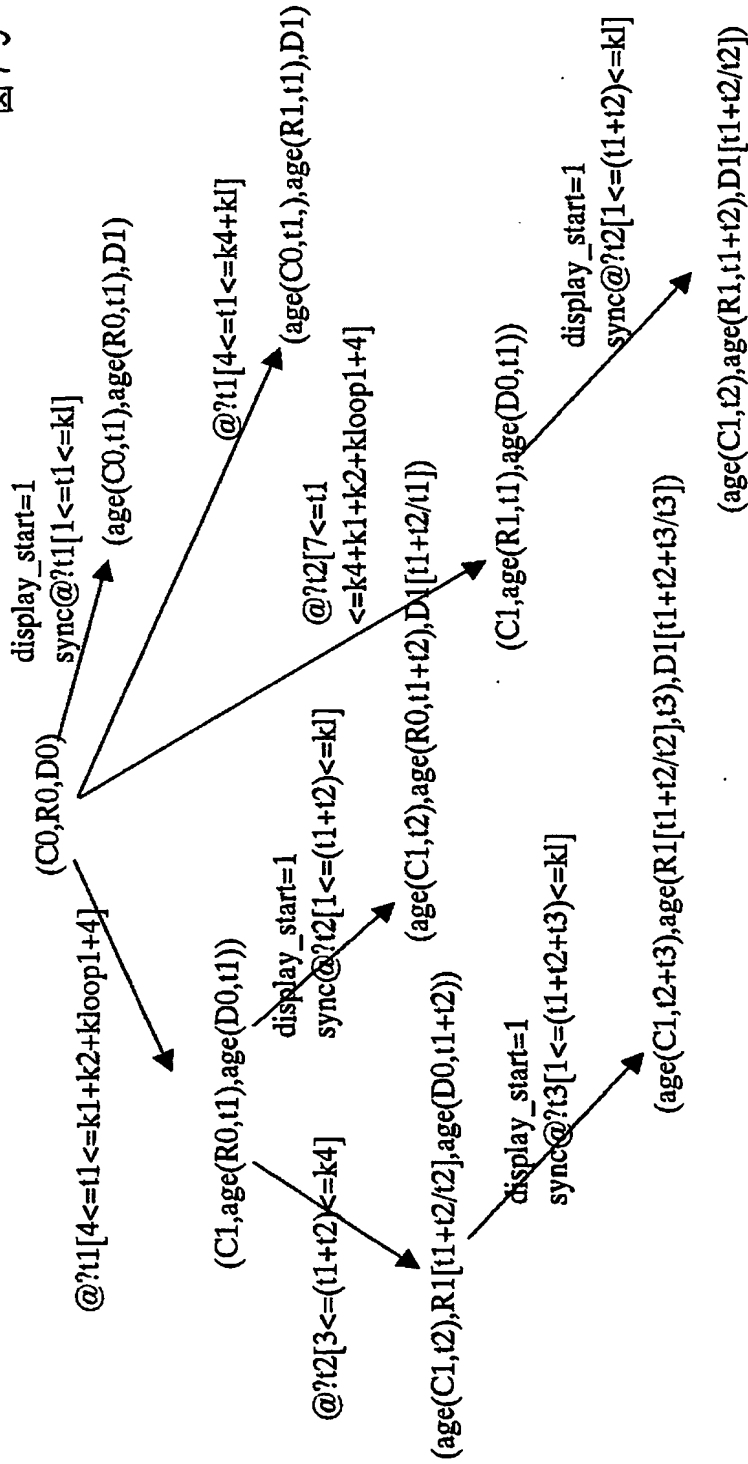 図75
(C0,R0,D0)
display_start=1
sync@?t1[1<=t1<=kl]
(age(C0,t1),age(R0,t1),D1)
@?t1[4<=t1<=k4+kl]
(age(C0,t1,),age(R1,t1),D1)
@?t2[7<=t1
<=k4+k1+k2+kloop1+4]
(C1,age(R1,t1),age(D0,t1))
display_start=1
sync@?t2[1<=(t1+t2)<=kl]
(age(C1,t2),age(R1,t1+t2),D1[t1+t2/t2])
@?t1[4<=t1<=k1+k2+kloop1+4]
(C1,age(R0,t1),age(D0,t1))
display_start=1
sync@?t2[1<=(t1+t2)<=kl]
(age(C1,t2),age(R0,t1+t2),D1[t1+t2/t1])
@?t2[3<=(t1+t2)<=k4]
(age(C1,t2),R1[t1+t2/t2],age(D0,t1+t2))
display_start=1
sync@?t3[1<=(t1+t2+t3)<=kl]
(age(C1,t2+t3),age(R1[t1+t2/t2],t3),D1[t1+t2+t3/t3])